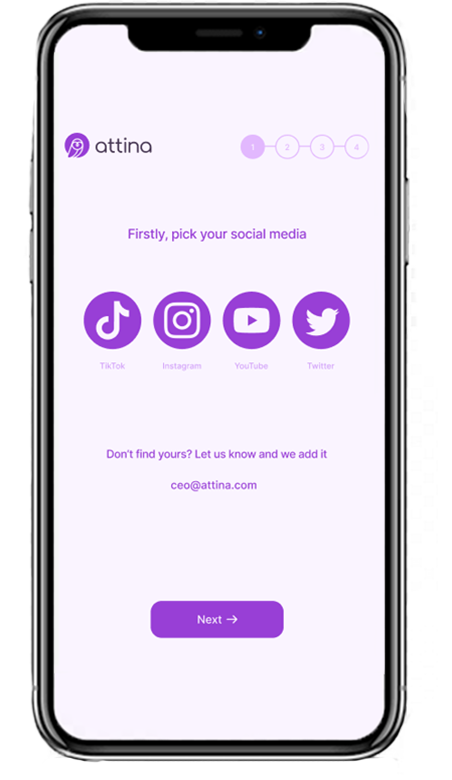 attina
1 2 3 4
Firstly, pick your social media
TikTok Instagram YouTube Twitter
Don't find yours? Let us know and we add it
ceo@attina.com
Next →